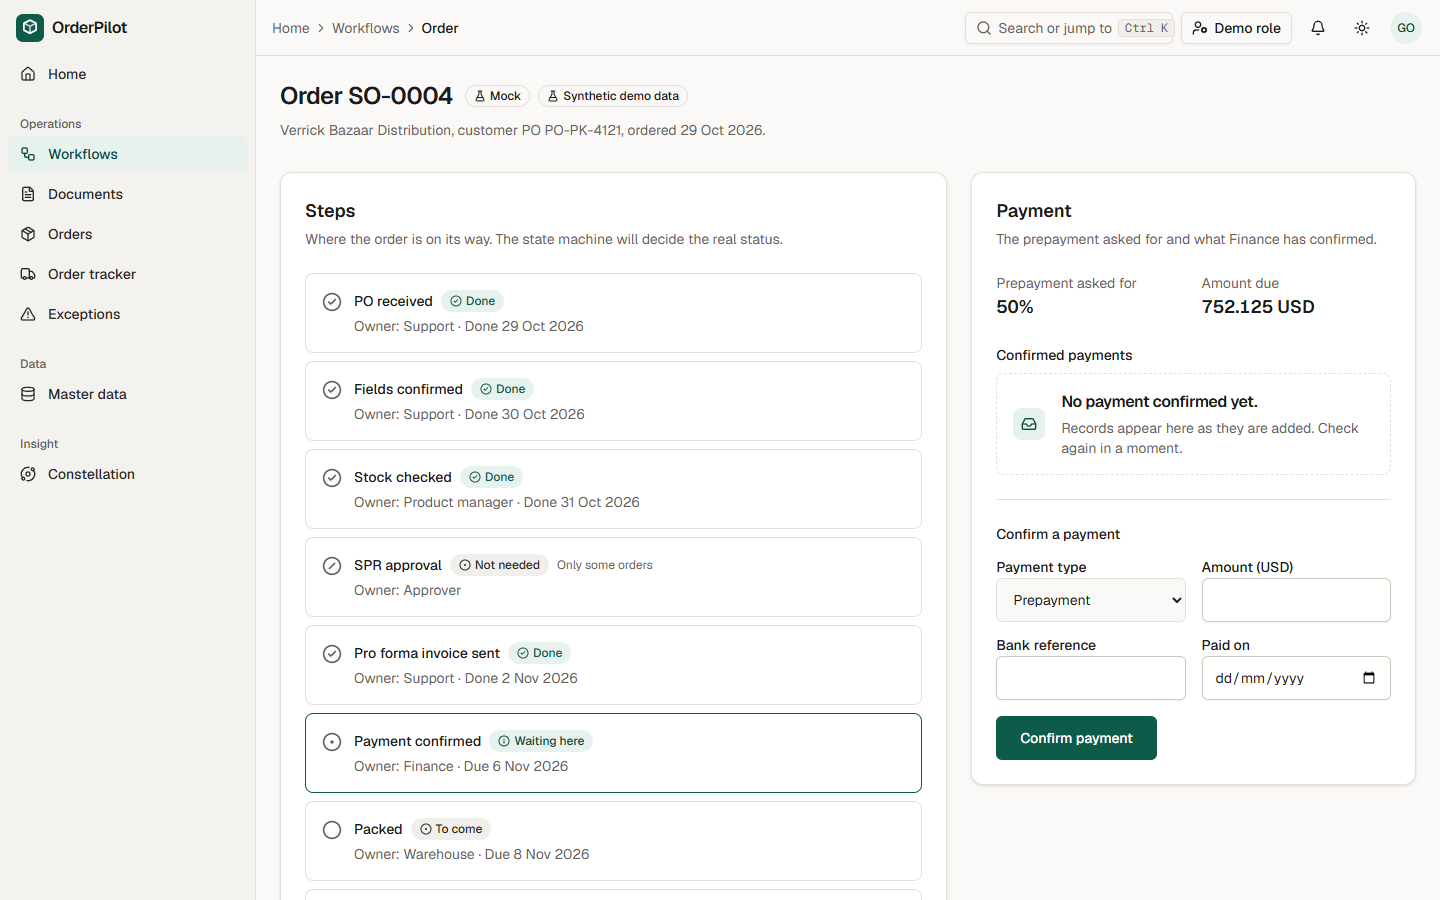 OrderPilot
Home
Operations
Workflows
Documents
Orders
Order tracker
Exceptions
Data
Master data
Insight
Constellation
Home > Workflows > Order
Search or jump to Ctrl K
Demo role
GO
Order SO-0004 Mock Synthetic demo data
Verrick Bazaar Distribution, customer PO PO-PK-4121, ordered 29 Oct 2026.
Steps
Where the order is on its way. The state machine will decide the real status.
PO received Done
Owner: Support · Done 29 Oct 2026
Fields confirmed Done
Owner: Support · Done 30 Oct 2026
Stock checked Done
Owner: Product manager · Done 31 Oct 2026
SPR approval Not needed Only some orders
Owner: Approver
Pro forma invoice sent Done
Owner: Support · Done 2 Nov 2026
Payment confirmed Waiting here
Owner: Finance · Due 6 Nov 2026
Packed To come
Owner: Warehouse · Due 8 Nov 2026
Payment
The prepayment asked for and what Finance has confirmed.
Prepayment asked for
50%
Amount due
752.125 USD
Confirmed payments
No payment confirmed yet.
Records appear here as they are added. Check
again in a moment.
Confirm a payment
Payment type
Prepayment
Amount (USD)
Bank reference
Paid on
dd/mm/yyyy
Confirm payment